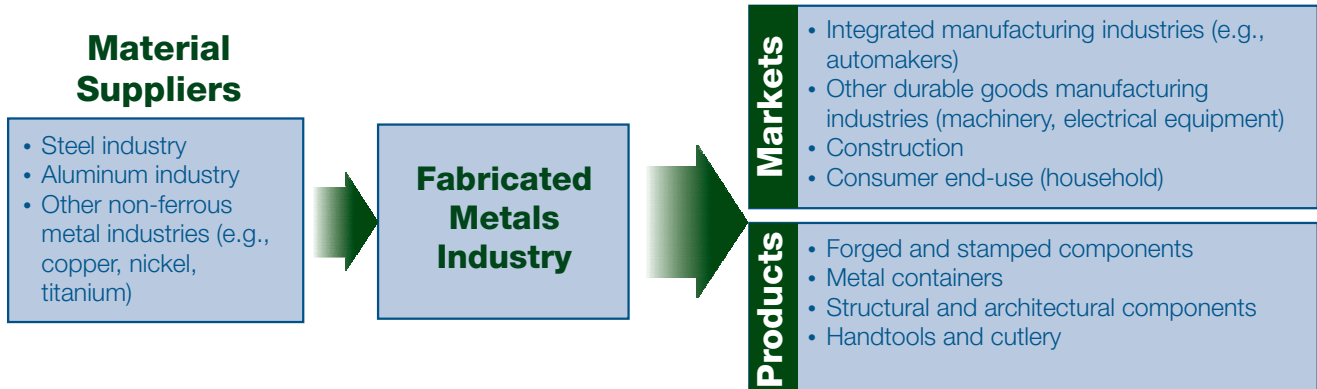 Material
Suppliers
• Steel industry
• Aluminum industry
• Other non-ferrous
metal industries (e.g.,
copper, nickel,
titanium)
Fabricated
Metals
Industry
Markets
• Integrated manufacturing industries (e.g.,
automakers)
• Other durable goods manufacturing
industries (machinery, electrical equipment)
• Construction
• Consumer end-use (household)
Products
• Forged and stamped components
• Metal containers
• Structural and architectural components
• Handtools and cutlery